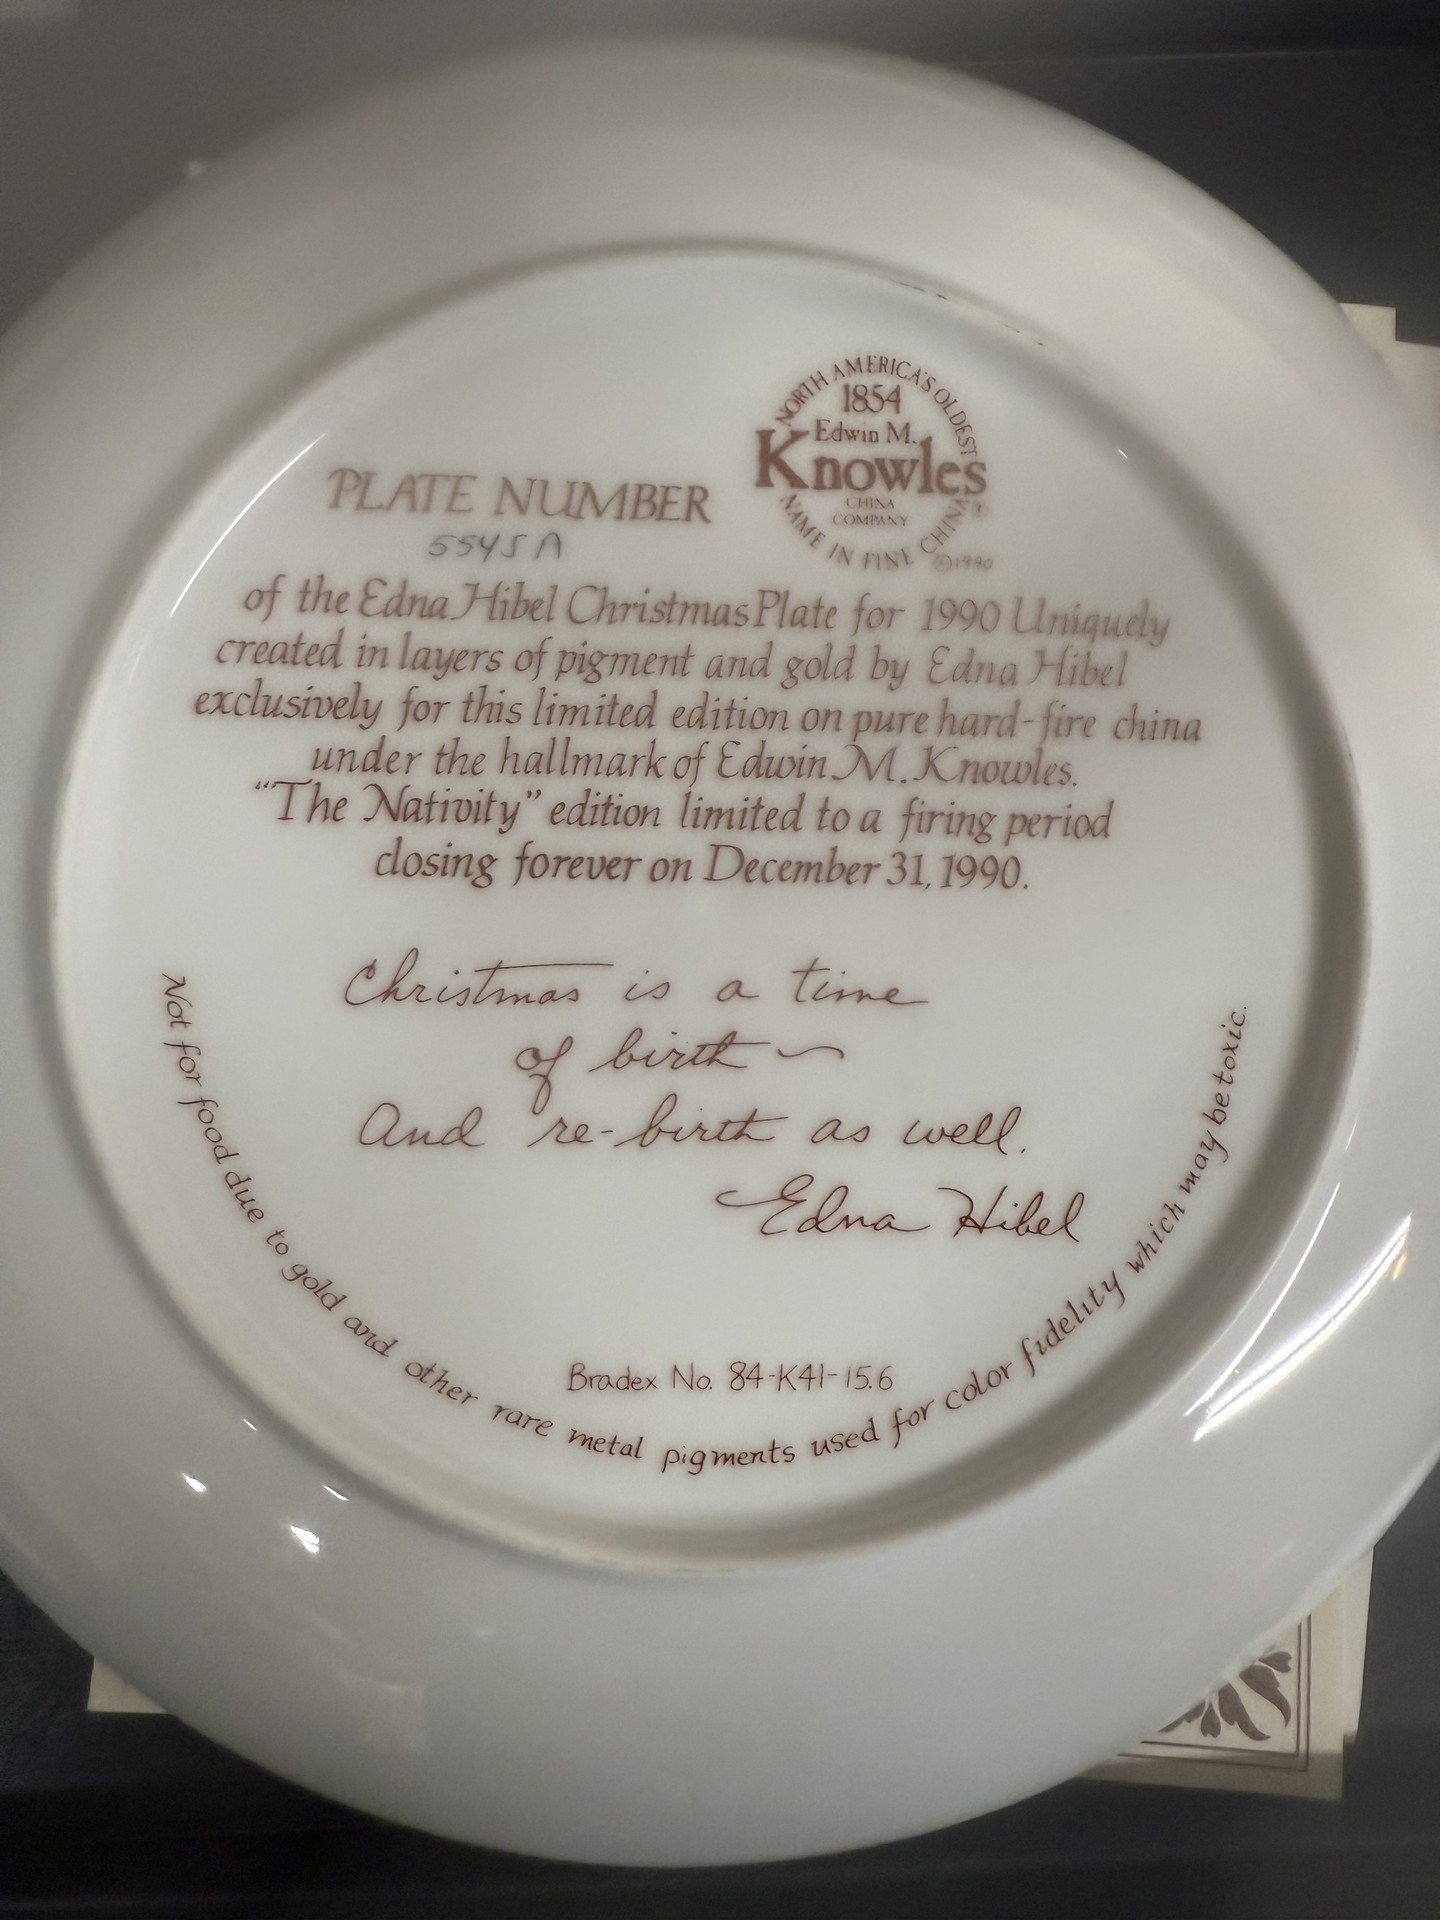 NORTH AMERICA'S OLDEST
1854
Edwin M.
Knowles
CHINA
COMPANY
NAME IN FINE CHINA
®
©1990
PLATE NUMBER
5545 A
of the Edna Hibel Christmas Plate for 1990 Uniquely
created in layers of pigment and gold by Edna Hibel
exclusively for this limited edition on pure hard-fire china
under the hallmark of Edwin M. Knowles.
"The Nativity" edition limited to a firing period
closing forever on December 31, 1990.
Christmas is a time
of birth ~
And re-birth as well.
Edna Hibel
Bradex No. 84-K41-15.6
Not for food due to gold and other rare metal pigments used for color fidelity which may be toxic.